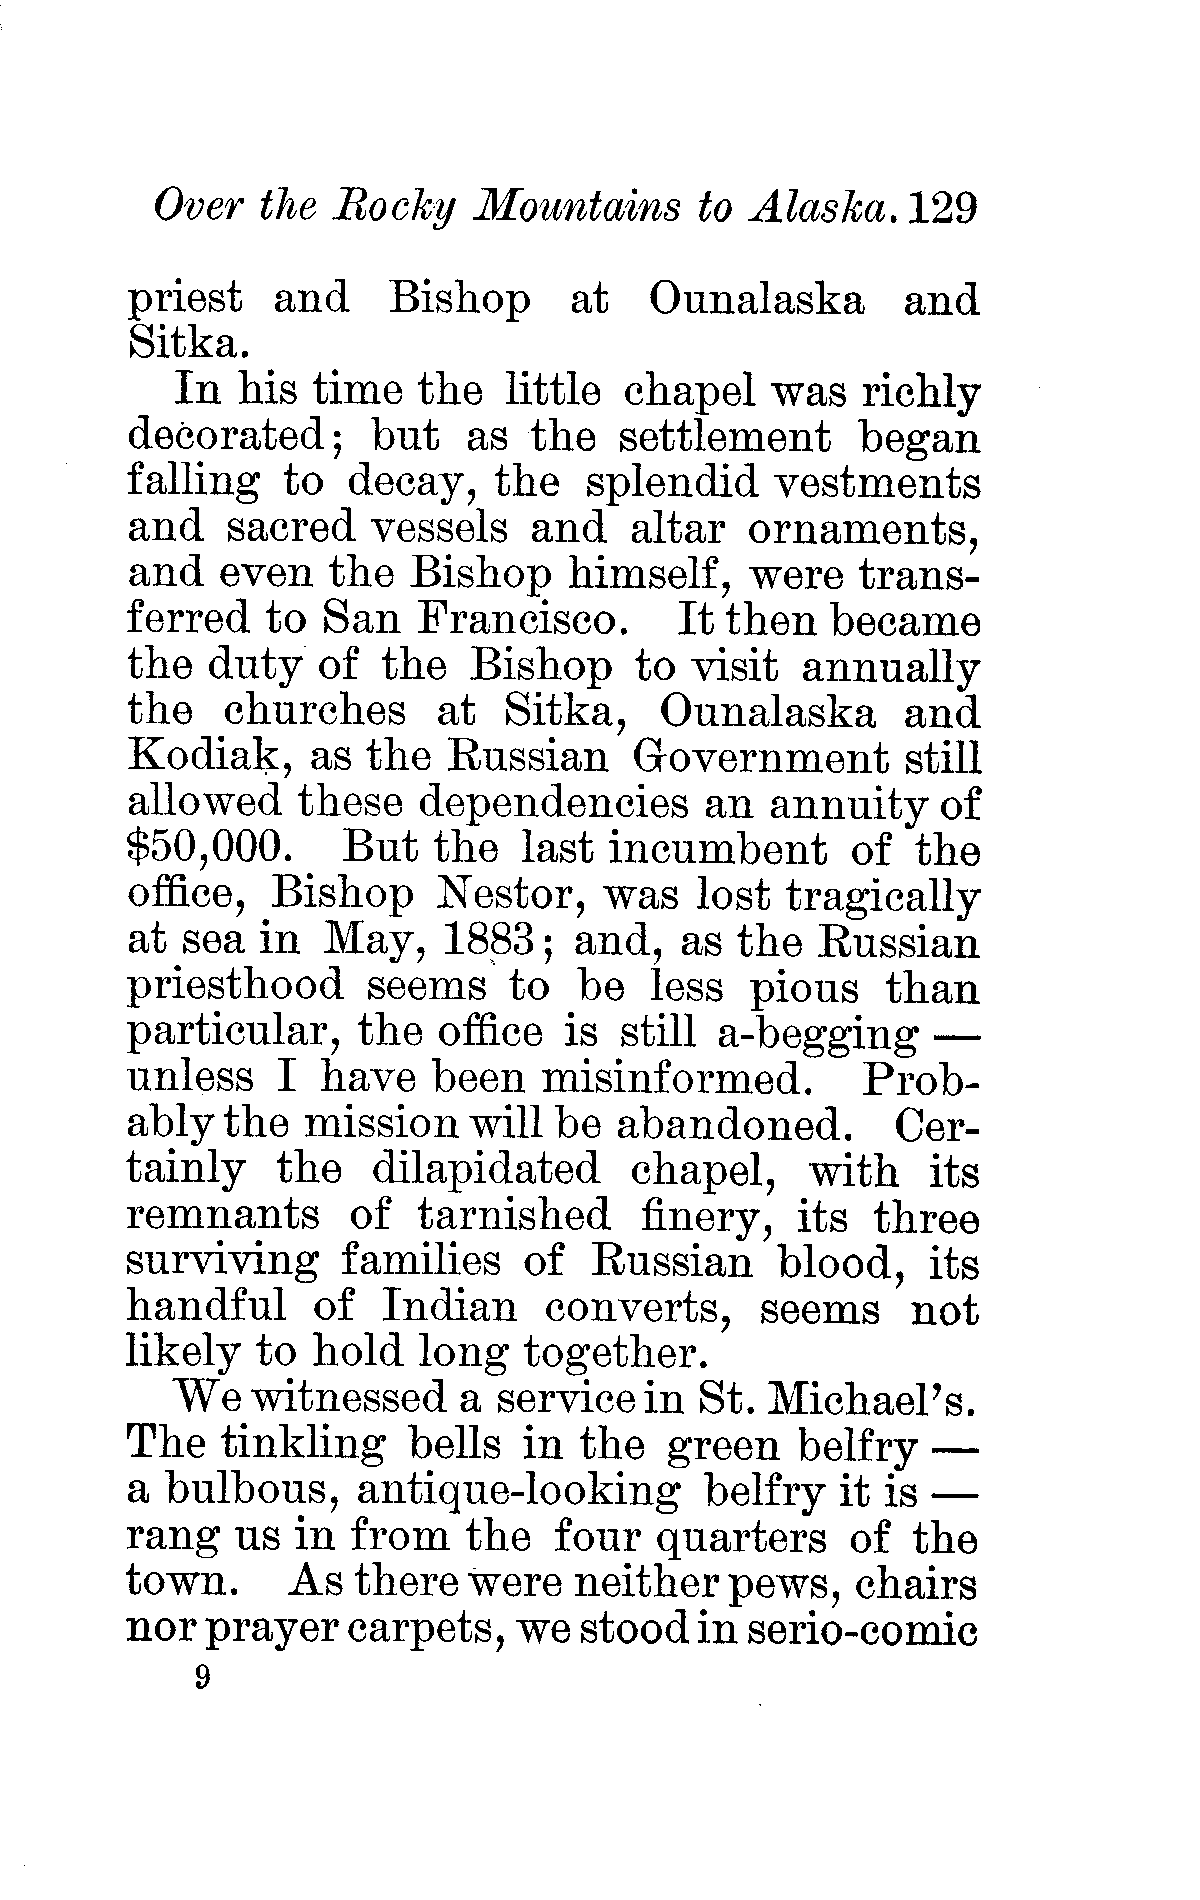 Over the Rocky Mountains to Alaska. 129
priest and Bishop at Ounalaska and
Sitka.
In his time the little chapel was richly
decorated; but as the settlement began
falling to decay, the splendid vestments
and sacred vessels and altar ornaments,
and even the Bishop himself, were trans-
ferred to San Francisco. It then became
the duty of the Bishop to visit annually
the churches at Sitka, Ounalaska and
Kodiak, as the Russian Government still
allowed these dependencies an annuity of
$50,000. But the last incumbent of the
office, Bishop Nestor, was lost tragically
at sea in May, 1883; and, as the Russian
priesthood seems to be less pious than
particular, the office is still a-begging —
unless I have been misinformed. Prob-
ably the mission will be abandoned. Cer-
tainly the dilapidated chapel, with its
remnants of tarnished finery, its three
surviving families of Russian blood, its
handful of Indian converts, seems not
likely to hold long together.
We witnessed a service in St. Michael's.
The tinkling bells in the green belfry —
a bulbous, antique-looking belfry it is —
rang us in from the four quarters of the
town. As there were neither pews, chairs
nor prayer carpets, we stood in serio-comic
9